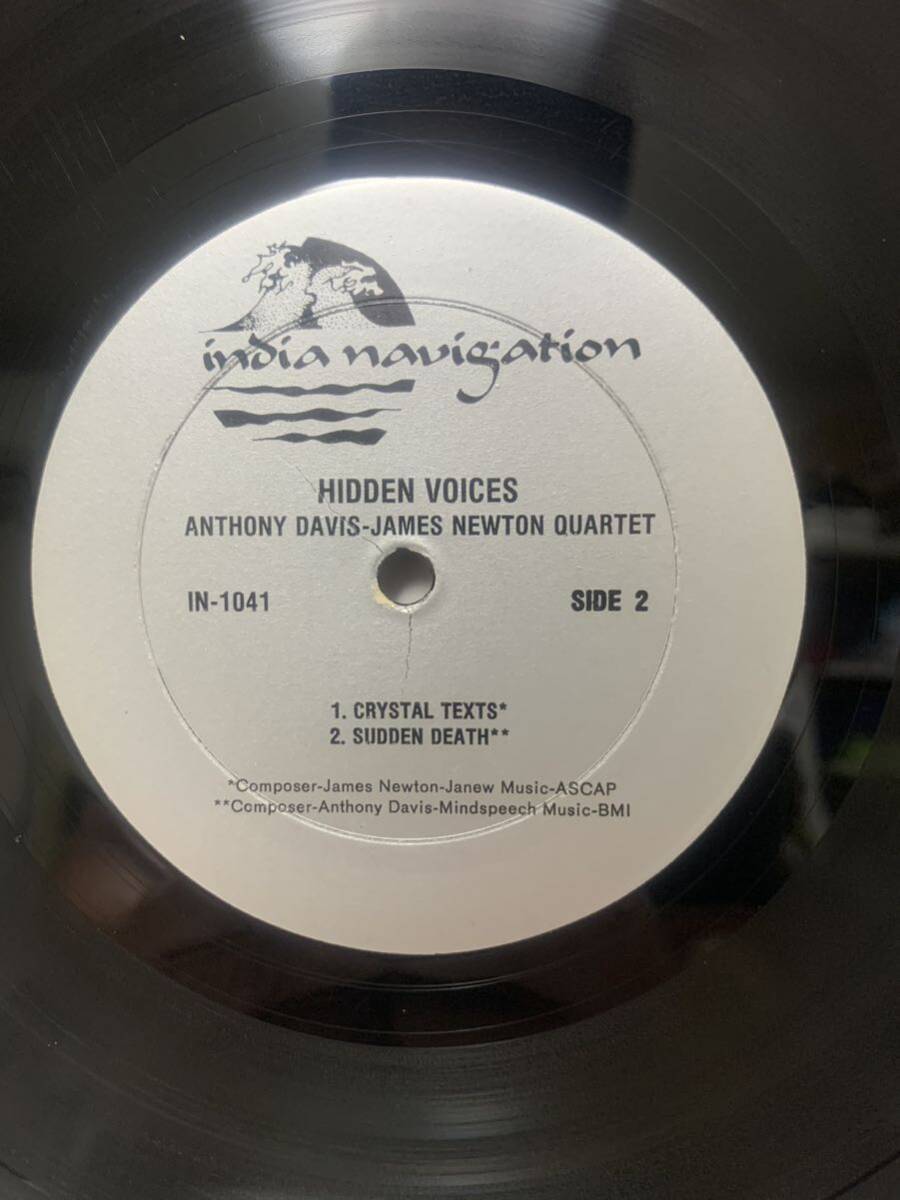 india navigation
HIDDEN VOICES
ANTHONY DAVIS-JAMES NEWTON QUARTET
IN-1041 SIDE 2
1. CRYSTAL TEXTS*
2. SUDDEN DEATH**
*Composer-James Newton-Janew Music-ASCAP
**Composer-Anthony Davis-Mindspeech Music-BMI